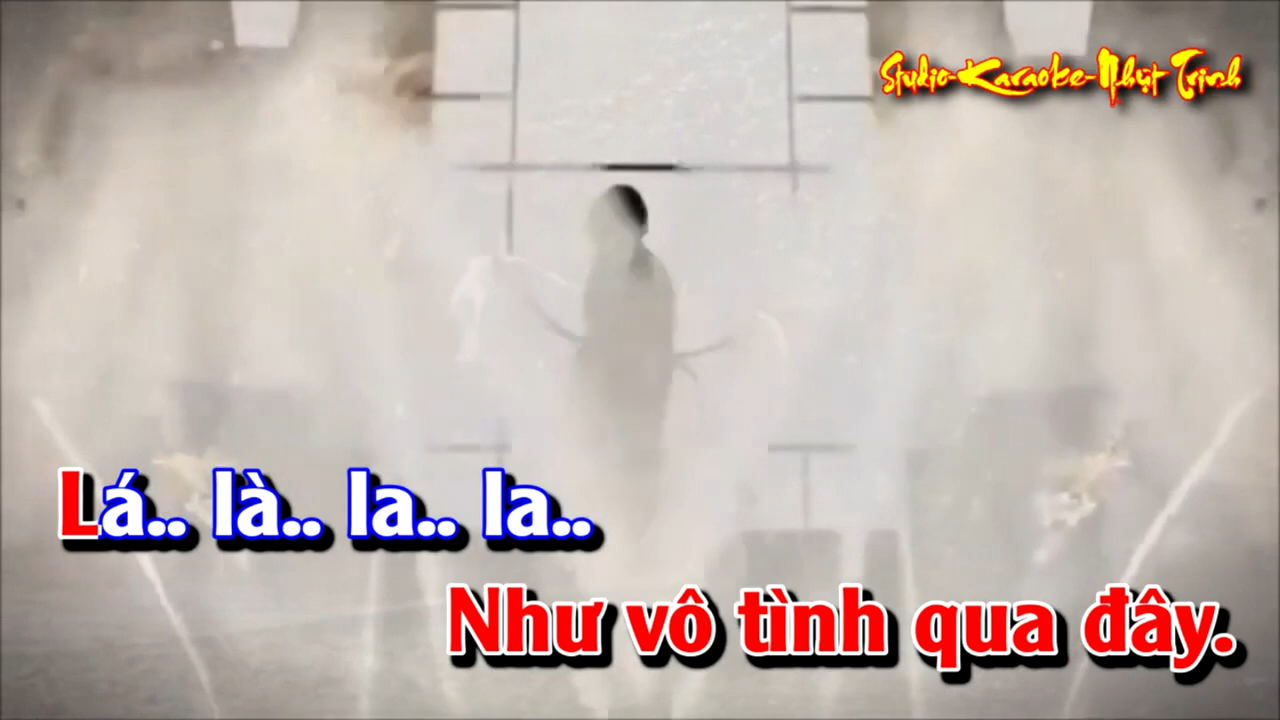 Studio-Karaoke-Nhựt Trinh
Lá.. là.. la.. la..
Như vô tình qua đây.